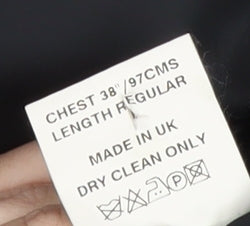 CHEST 38"/97CMS
LENGTH REGULAR
MADE IN UK
DRY CLEAN ONLY
P